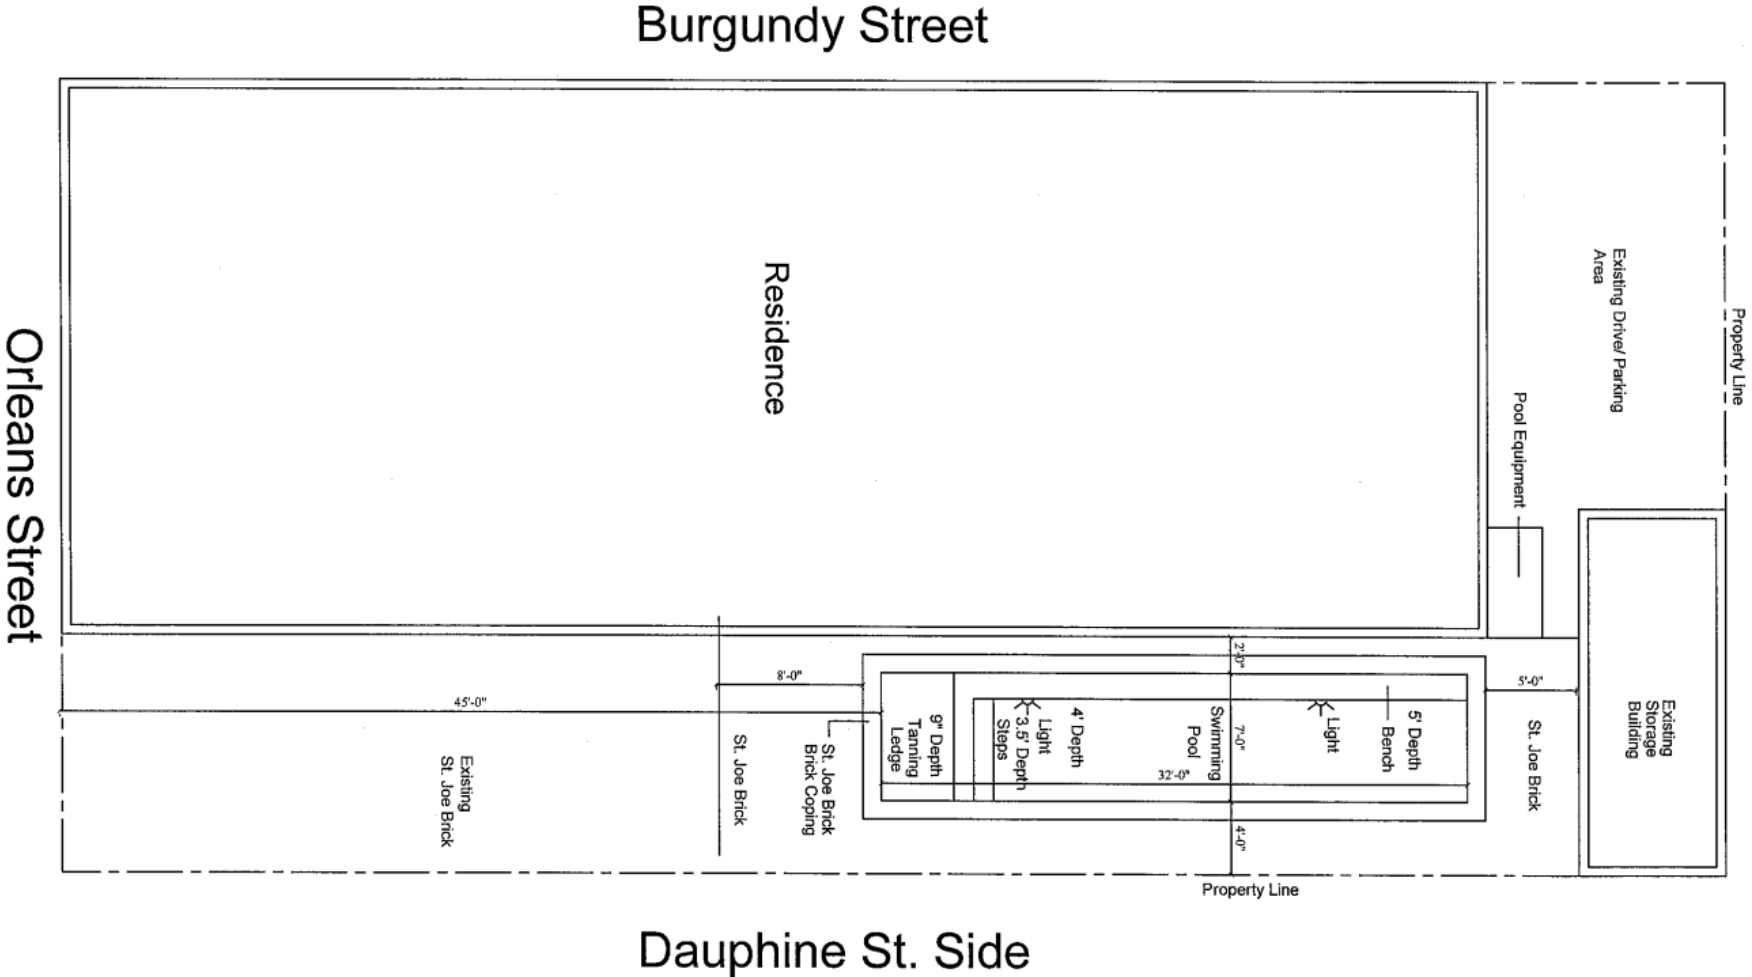 Burgundy Street
Orleans Street
Residence
Existing Drive/ Parking
Area
Property Line
Pool Equipment
Existing
Storage
Building
2'-0"
8'-0"
5'-0"
45'-0"
9" Depth
Tanning
Ledge
Steps
3.5' Depth
Light
4' Depth
Swimming
Pool
7'-0"
Light
Bench
5' Depth
32'-0"
St. Joe Brick
St. Joe Brick
St. Joe Brick
Brick Coping
Existing
St. Joe Brick
4'-0"
Property Line
Dauphine St. Side